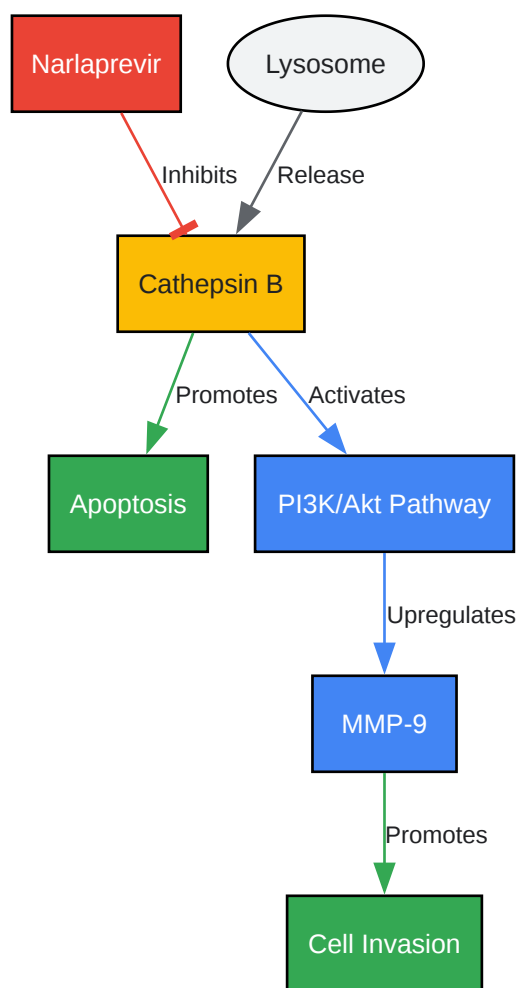 Narlaprevir
Lysosome
Inhibits
Release
Cathepsin B
Promotes
Activates
Apoptosis
PI3K/Akt Pathway
Upregulates
MMP-9
Promotes
Cell Invasion